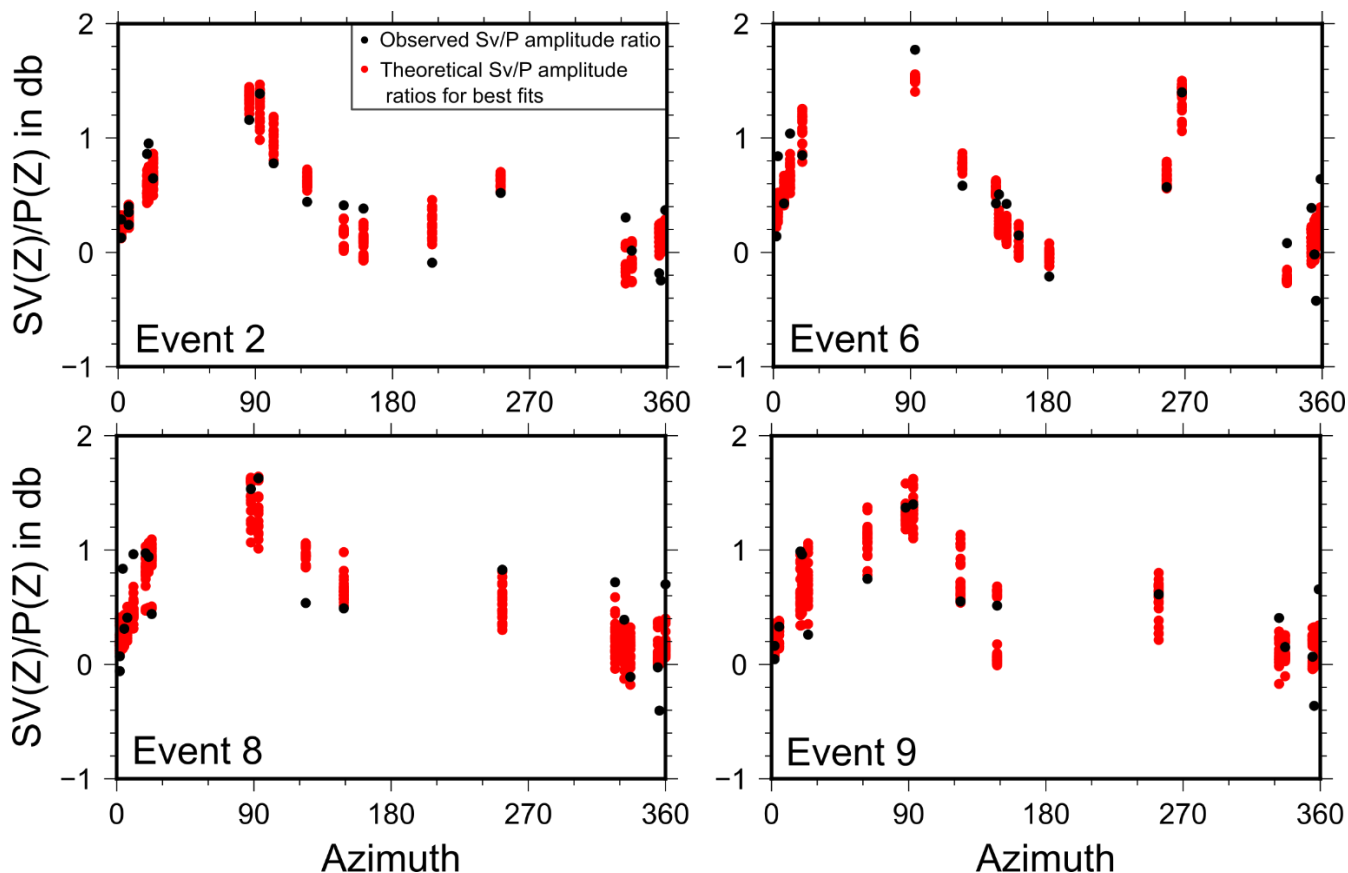 2
1
0
−1
SV(Z)/P(Z) in db
Observed Sv/P amplitude ratio
Theoretical Sv/P amplitude
ratios for best fits
Event 2
0 90 180 270 360
2
1
0
−1
Event 6
0 90 180 270 360
2
1
0
−1
SV(Z)/P(Z) in db
Event 8
0 90 180 270 360
Azimuth
2
1
0
−1
Event 9
0 90 180 270 360
Azimuth